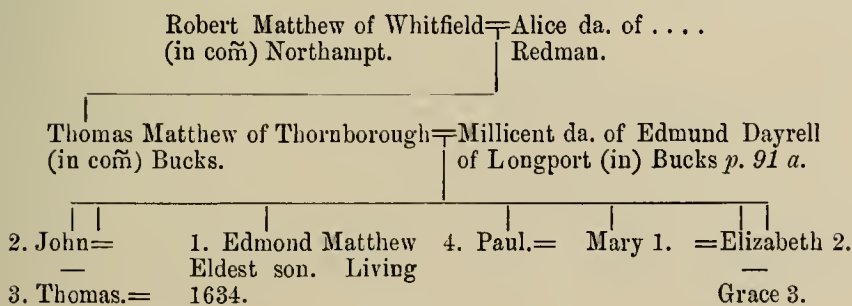 Robert Matthew of Whitfield=Alice da. of . . . .
(in com̃) Northampt. Redman.
Thomas Matthew of Thornborough=Millicent da. of Edmund Dayrell
(in com̃) Bucks. of Longport (in) Bucks p. 91 a.
2. John= 1. Edmond Matthew 4. Paul.= Mary 1. =Elizabeth 2.
— Eldest son. Living —
3. Thomas.= 1634. Grace 3.